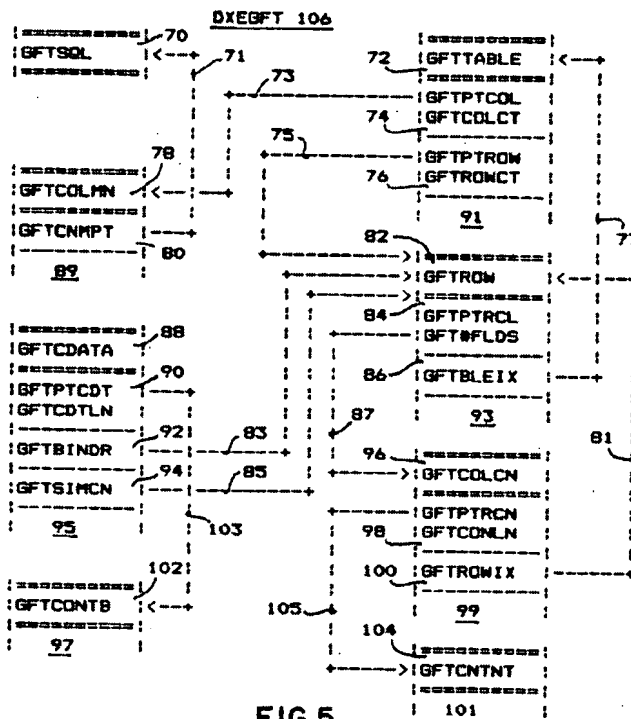 DXEGFT 106
70
GFTSQL
71
73
72
GFTTABLE
GFTPTCOL
GFTCOLCT
74
75
GFTPTROW
GFTROWCT
76
91
77
78
GFTCOLMN
GFTCNMPT
80
89
82
GFTROW
84
GFTPTRCL
GFT#FLDS
86
GFTBLEIX
93
88
GFTCDATA
90
GFTPTCDT
GFTCDTLN
92
GFTBINDR
83
94
GFTSIMCN
85
95
103
87
81
96
GFTCOLCN
GFTPTRCN
98
GFTCONLN
100
GFTROWIX
99
102
GFTCONTB
97
105
104
GFTCNTNT
101
FIG.5